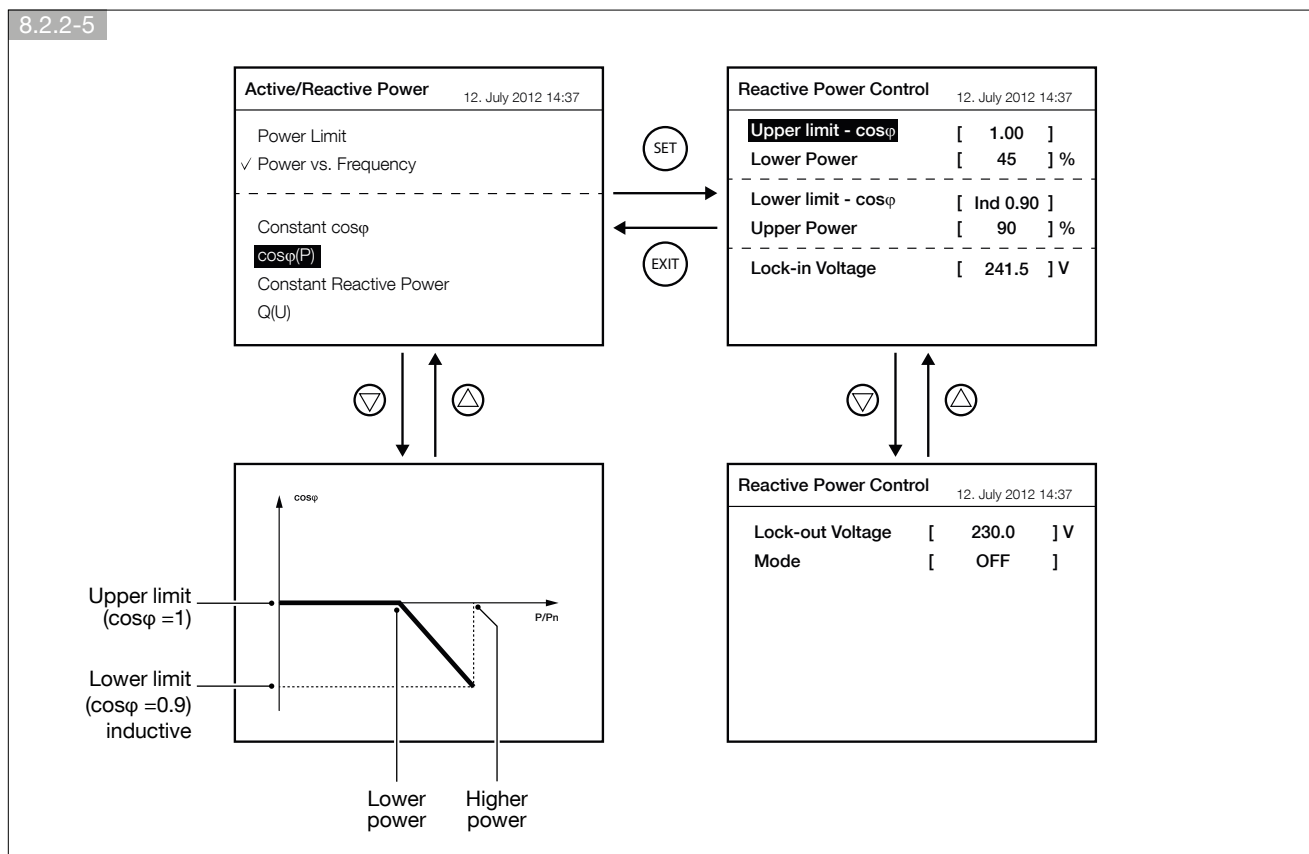 8.2.2-5
Active/Reactive Power 12. July 2012 14:37
Power Limit
✓ Power vs. Frequency
Constant cosφ
cosφ(P)
Constant Reactive Power
Q(U)
SET
EXIT
Reactive Power Control 12. July 2012 14:37
Upper limit - cosφ [ 1.00 ]
Lower Power [ 45 ] %
Lower limit - cosφ [ Ind 0.90 ]
Upper Power [ 90 ] %
Lock-in Voltage [ 241.5 ] V
cosφ
P/Pn
Upper limit
(cosφ =1)
Lower limit
(cosφ =0.9)
inductive
Lower
power
Higher
power
Reactive Power Control 12. July 2012 14:37
Lock-out Voltage [ 230.0 ] V
Mode [ OFF ]